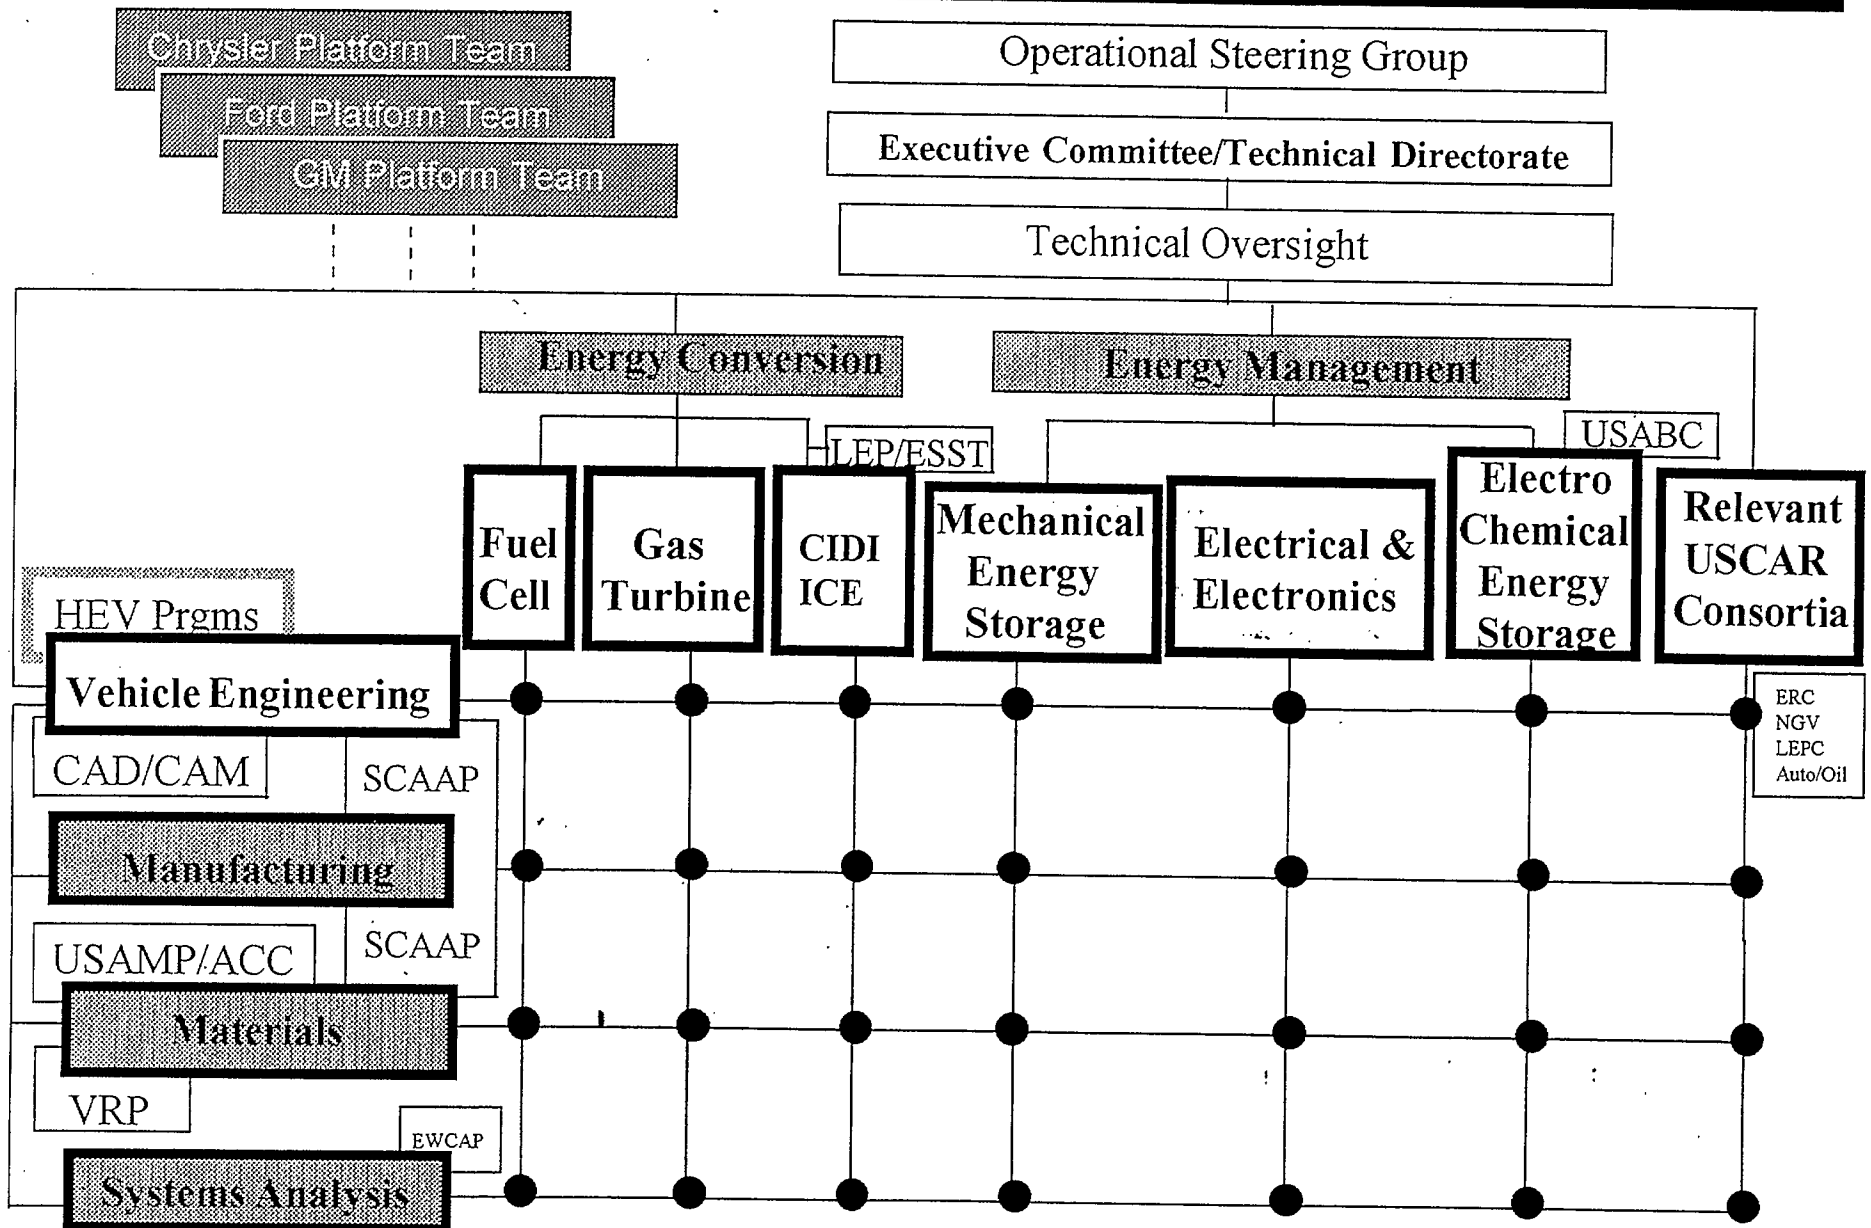 Chrysler Platform Team
Ford Platform Team
GM Platform Team
Operational Steering Group
Executive Committee/Technical Directorate
Technical Oversight
Energy Conversion
Energy Management
LEP/ESST
USABC
Fuel
Cell
Gas
Turbine
CIDI
ICE
Mechanical
Energy
Storage
Electrical &
Electronics
Electro
Chemical
Energy
Storage
Relevant
USCAR
Consortia
HEV Prgms
Vehicle Engineering
ERC
NGV
LEPC
Auto/Oil
CAD/CAM
SCAAP
Manufacturing
USAMP/ACC
SCAAP
Materials
VRP
EWCAP
Systems Analysis